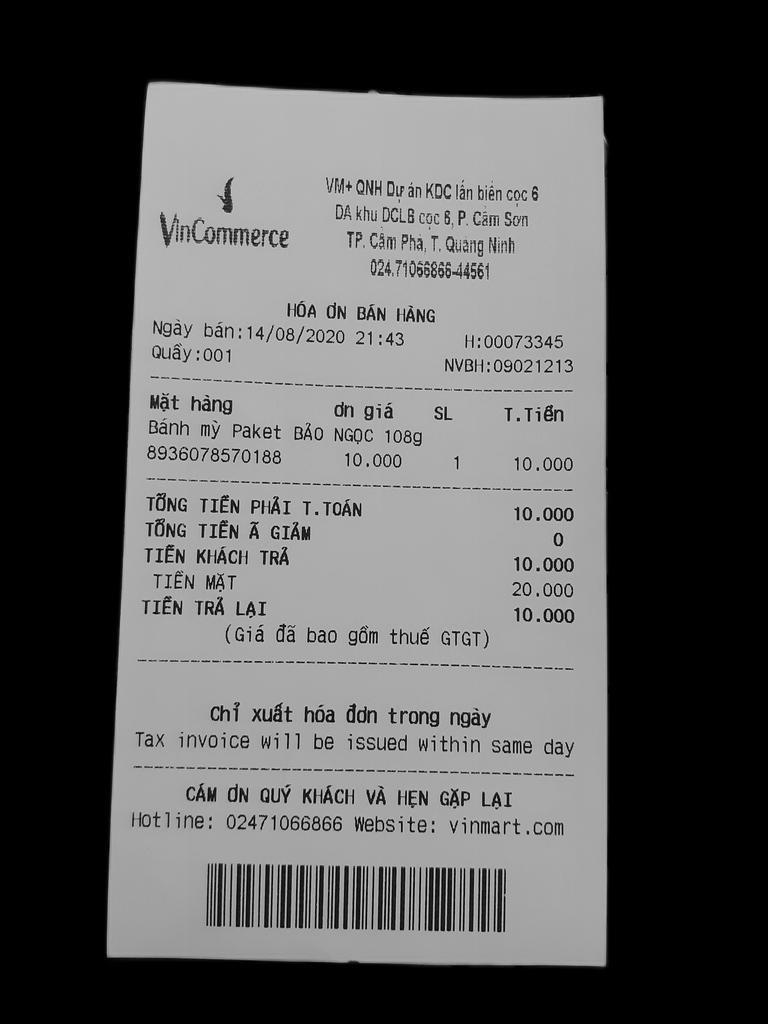 VinCommerce
VM+ QNH Dự án KDC lấn biển cọc 6
DA khu DCLB cọc 6, P. Cẩm Sơn
TP. Cẩm Phả, T. Quảng Ninh
024.71066866-44561
HÓA ƠN BÁN HÀNG
Ngày bán:14/08/2020 21:43 H:00073345
Quầy:001 NVBH:09021213
Mặt hàng ơn giá SL T.Tiền
Bánh mỳ Paket BẢO NGỌC 108g
8936078570188 10.000 1 10.000
TỔNG TIỀN PHẢI T.TOÁN 10.000
TỔNG TIỀN Ã GIẢM 0
TIỀN KHÁCH TRẢ 10.000
TIỀN MẶT 20.000
TIỀN TRẢ LẠI 10.000
(Giá đã bao gồm thuế GTGT)
Chỉ xuất hóa đơn trong ngày
Tax invoice will be issued within same day
CÁM ƠN QUÝ KHÁCH VÀ HẸN GẶP LẠI
Hotline: 02471066866 Website: vinmart.com